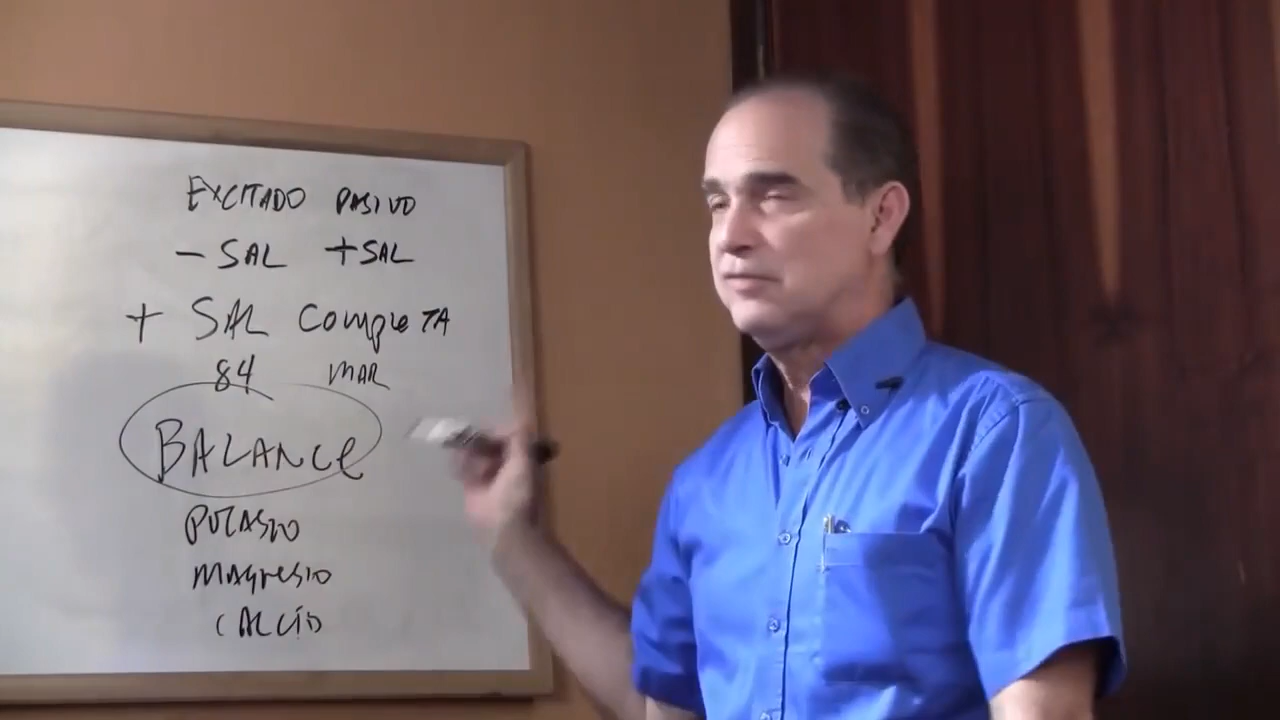 EXCITADO PASIVO
- SAL +SAL
+ SAL COMPLETA
84 MAR
BALANCE
POTASIO
MAGNESIO
CALCIO